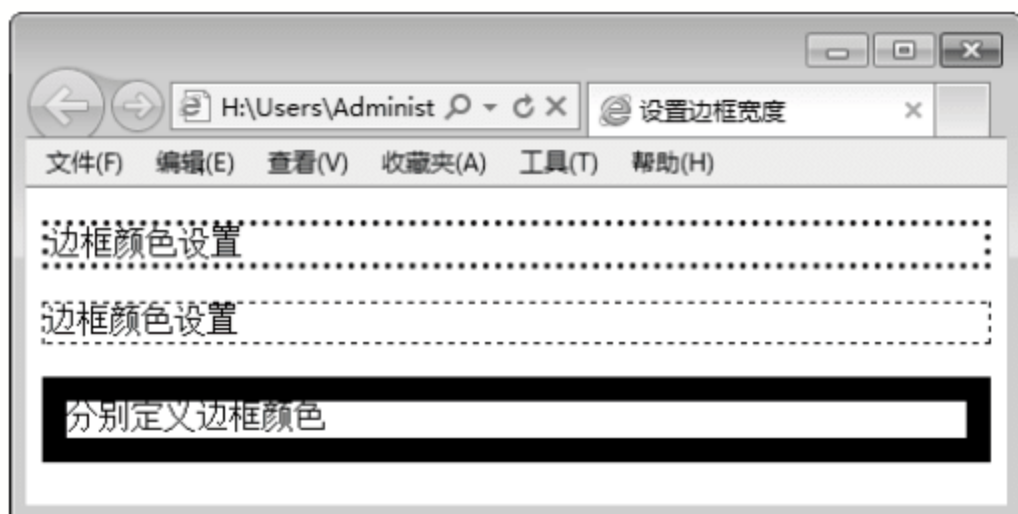 H:\Users\Administ
设置边框宽度
文件(F) 编辑(E) 查看(V) 收藏夹(A) 工具(T) 帮助(H)
边框颜色设置
边框颜色设置
分别定义边框颜色